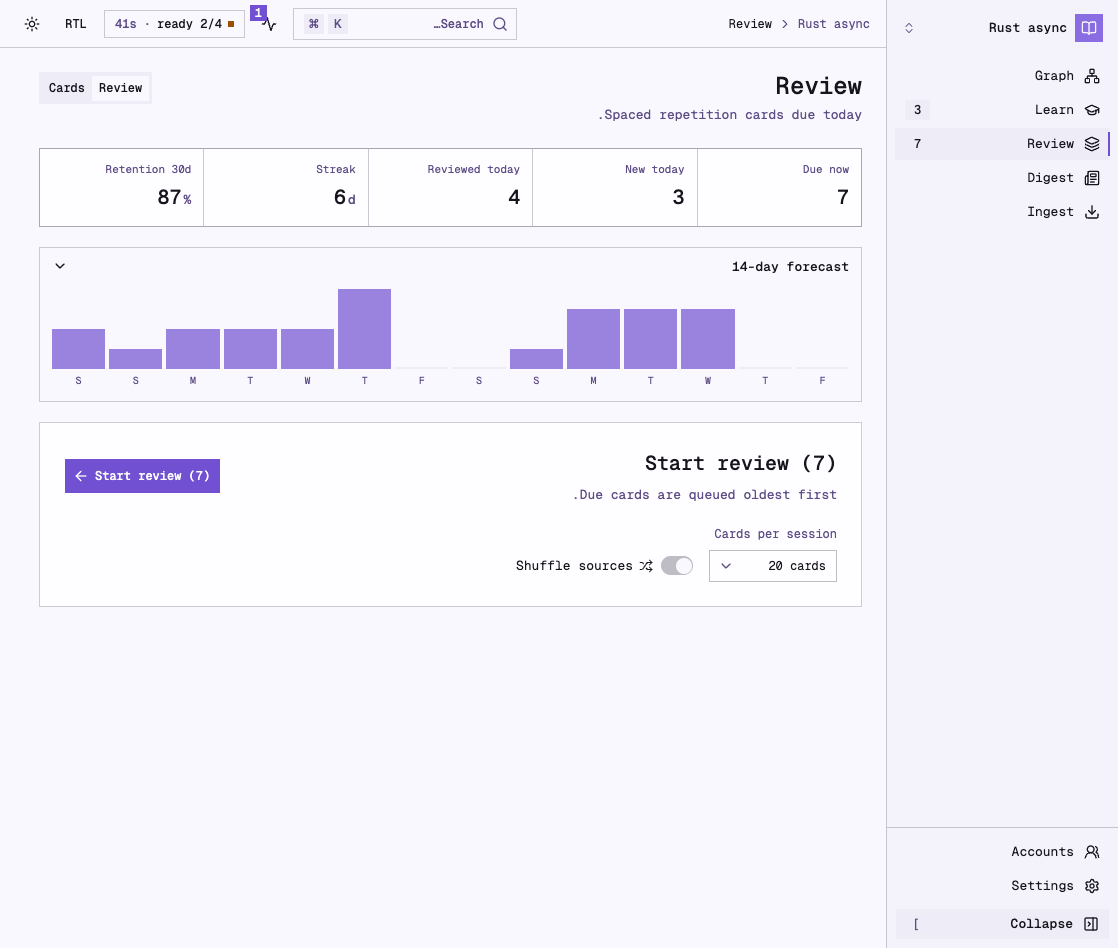 RTL
41s · ready 2/4
1
⌘ K
…Search
Review > Rust async
Rust async
Graph
Learn
3
Review
7
Digest
Ingest
Accounts
Settings
Collapse
[
Review
.Spaced repetition cards due today
Cards
Review
Retention 30d
87%
Streak
6d
Reviewed today
4
New today
3
Due now
7
14-day forecast
S S M T W T F S S M T W T F
Start review (7)
.Due cards are queued oldest first
Start review (7)
Cards per session
20 cards
Shuffle sources